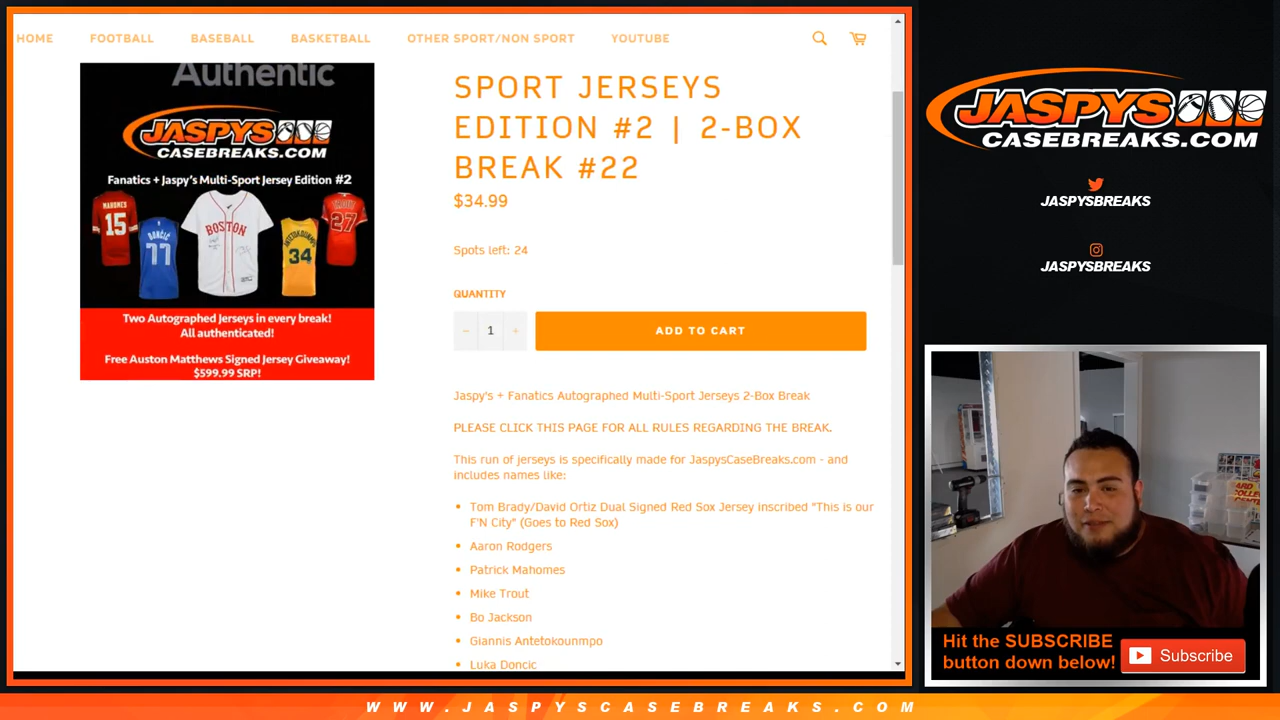 HOME FOOTBALL BASEBALL BASKETBALL OTHER SPORT/NON SPORT YOUTUBE
Authentic
JASPYS
CASEBREAKS.COM
Fanatics + Jaspy's Multi-Sport Jersey Edition #2
MAHOMES
15
DONČIĆ
77
BOSTON
34
27
Two Autographed Jerseys in every break!
All authenticated!
Free Auston Matthews Signed Jersey Giveaway!
$599.99 SRP!
SPORT JERSEYS
EDITION #2 | 2-BOX
BREAK #22
$34.99
Spots left: 24
QUANTITY
− 1 +
ADD TO CART
Jaspy's + Fanatics Autographed Multi-Sport Jerseys 2-Box Break
PLEASE CLICK THIS PAGE FOR ALL RULES REGARDING THE BREAK.
This run of jerseys is specifically made for JaspysCaseBreaks.com - and
includes names like:
• Tom Brady/David Ortiz Dual Signed Red Sox Jersey inscribed "This is our
F'N City" (Goes to Red Sox)
• Aaron Rodgers
• Patrick Mahomes
• Mike Trout
• Bo Jackson
• Giannis Antetokounmpo
• Luka Doncic
JASPYS
CASEBREAKS.COM
JASPYSBREAKS
JASPYSBREAKS
Hit the SUBSCRIBE
button down below!
Subscribe
WWW.JASPYSCASEBREAKS.COM